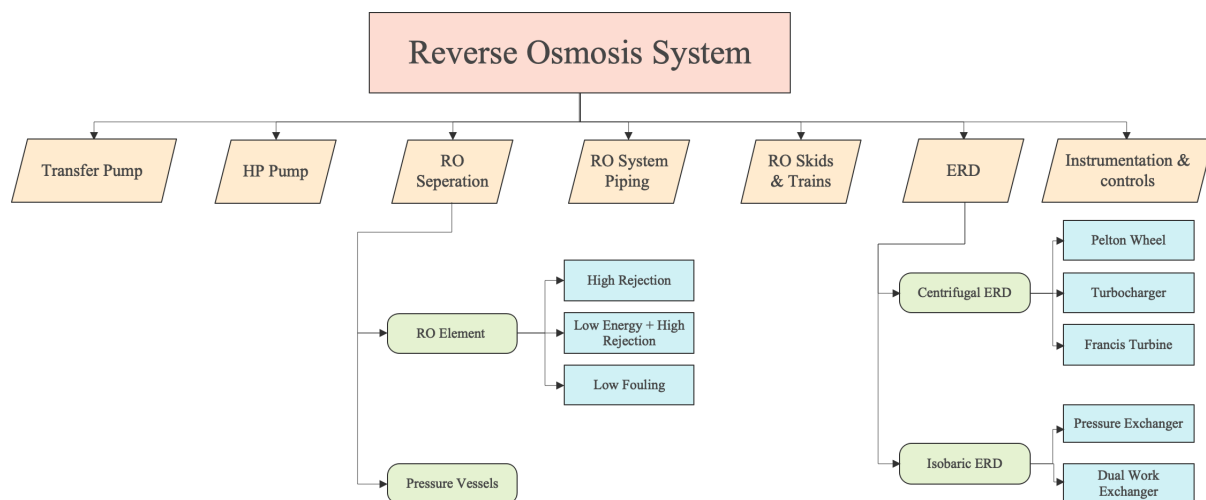 Reverse Osmosis System
Transfer Pump
HP Pump
RO
Seperation
RO System
Piping
RO Skids
& Trains
ERD
Instrumentation &
controls
High Rejection
RO Element
Low Energy + High
Rejection
Low Fouling
Pressure Vessels
Pelton Wheel
Centrifugal ERD
Turbocharger
Francis Turbine
Pressure Exchanger
Isobaric ERD
Dual Work
Exchanger